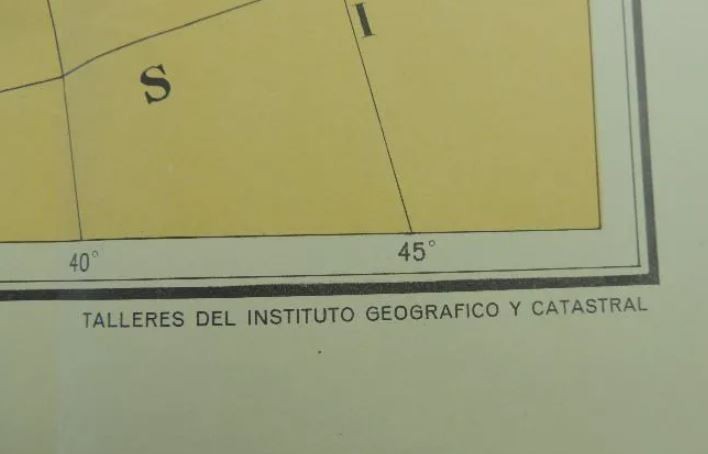 I
S
40°
45°
TALLERES DEL INSTITUTO GEOGRAFICO Y CATASTRAL